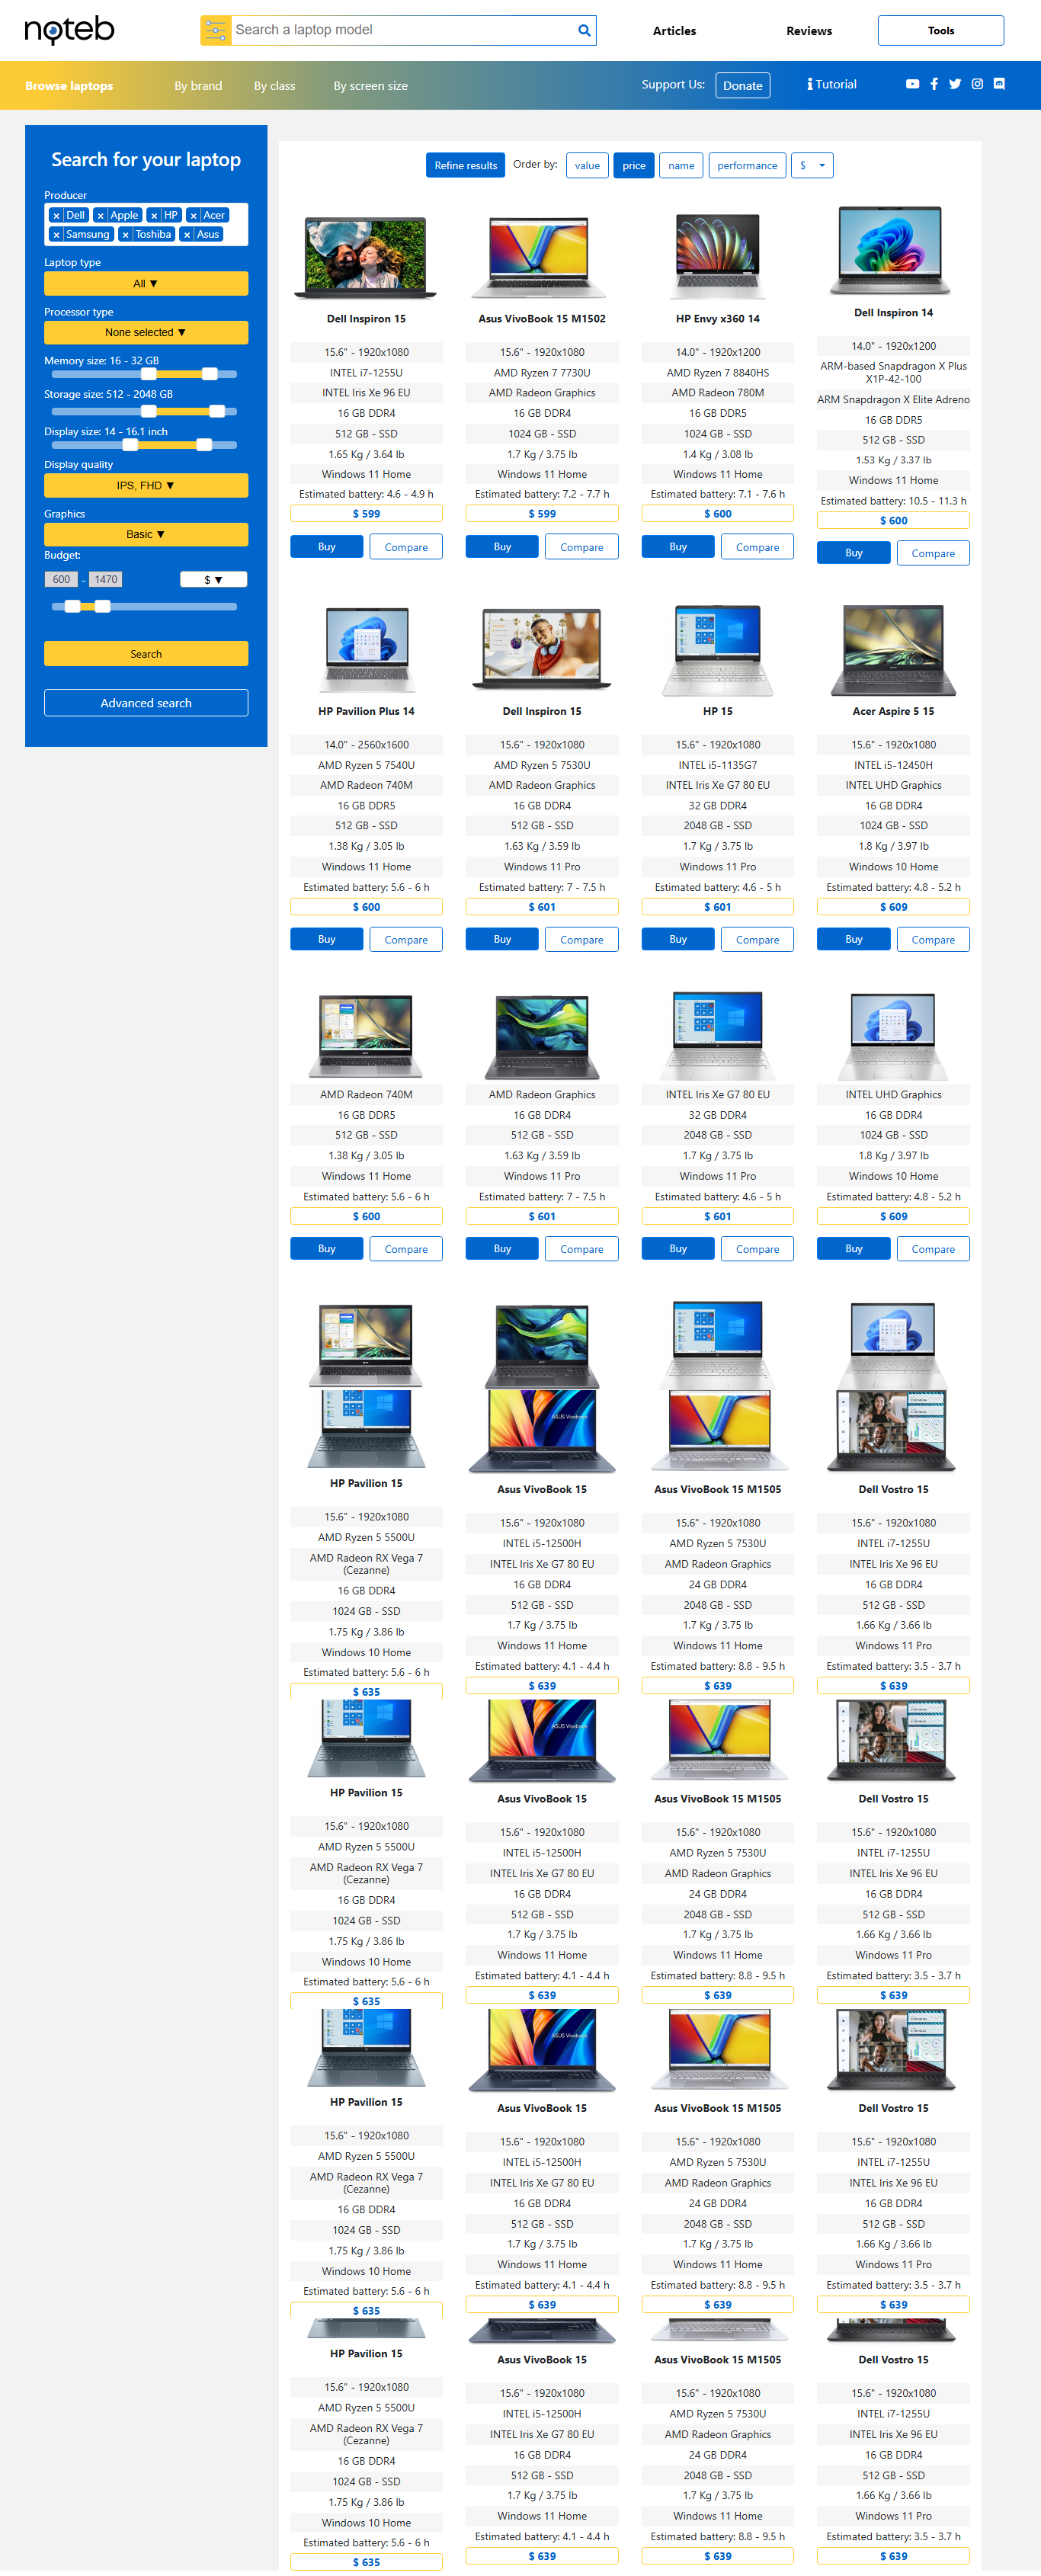 noteb
Search a laptop model
Articles
Reviews
Tools
Browse laptops
By brand
By class
By screen size
Support Us:
Donate
Tutorial
Search for your laptop
Producer
× Dell × Apple × HP × Acer
× Samsung × Toshiba × Asus
Laptop type
All ▼
Processor type
None selected ▼
Memory size: 16 - 32 GB
Storage size: 512 - 2048 GB
Display size: 14 - 16.1 inch
Display quality
IPS, FHD ▼
Graphics
Basic ▼
Budget:
600 - 1470 $ ▼
Search
Advanced search
Refine results Order by: value price name performance $
Dell Inspiron 15
15.6" - 1920x1080
INTEL i7-1255U
INTEL Iris Xe 96 EU
16 GB DDR4
512 GB - SSD
1.65 Kg / 3.64 lb
Windows 11 Home
Estimated battery: 4.6 - 4.9 h
$ 599
Buy Compare
Asus VivoBook 15 M1502
15.6" - 1920x1080
AMD Ryzen 7 7730U
AMD Radeon Graphics
16 GB DDR4
1024 GB - SSD
1.7 Kg / 3.75 lb
Windows 11 Home
Estimated battery: 7.2 - 7.7 h
$ 599
Buy Compare
HP Envy x360 14
14.0" - 1920x1200
AMD Ryzen 7 8840HS
AMD Radeon 780M
16 GB DDR5
1024 GB - SSD
1.4 Kg / 3.08 lb
Windows 11 Home
Estimated battery: 7.1 - 7.6 h
$ 600
Buy Compare
Dell Inspiron 14
14.0" - 1920x1200
ARM-based Snapdragon X Plus
X1P-42-100
ARM Snapdragon X Elite Adreno
16 GB DDR5
512 GB - SSD
1.53 Kg / 3.37 lb
Windows 11 Home
Estimated battery: 10.5 - 11.3 h
$ 600
Buy Compare
HP Pavilion Plus 14
14.0" - 2560x1600
AMD Ryzen 5 7540U
AMD Radeon 740M
16 GB DDR5
512 GB - SSD
1.38 Kg / 3.05 lb
Windows 11 Home
Estimated battery: 5.6 - 6 h
$ 600
Buy Compare
Dell Inspiron 15
15.6" - 1920x1080
AMD Ryzen 5 7530U
AMD Radeon Graphics
16 GB DDR4
512 GB - SSD
1.63 Kg / 3.59 lb
Windows 11 Pro
Estimated battery: 7 - 7.5 h
$ 601
Buy Compare
HP 15
15.6" - 1920x1080
INTEL i5-1135G7
INTEL Iris Xe G7 80 EU
32 GB DDR4
2048 GB - SSD
1.7 Kg / 3.75 lb
Windows 11 Pro
Estimated battery: 4.6 - 5 h
$ 601
Buy Compare
Acer Aspire 5 15
15.6" - 1920x1080
INTEL i5-12450H
INTEL UHD Graphics
16 GB DDR4
1024 GB - SSD
1.8 Kg / 3.97 lb
Windows 10 Home
Estimated battery: 4.8 - 5.2 h
$ 609
Buy Compare
AMD Radeon 740M
16 GB DDR5
512 GB - SSD
1.38 Kg / 3.05 lb
Windows 11 Home
Estimated battery: 5.6 - 6 h
$ 600
Buy Compare
AMD Radeon Graphics
16 GB DDR4
512 GB - SSD
1.63 Kg / 3.59 lb
Windows 11 Pro
Estimated battery: 7 - 7.5 h
$ 601
Buy Compare
INTEL Iris Xe G7 80 EU
32 GB DDR4
2048 GB - SSD
1.7 Kg / 3.75 lb
Windows 11 Pro
Estimated battery: 4.6 - 5 h
$ 601
Buy Compare
INTEL UHD Graphics
16 GB DDR4
1024 GB - SSD
1.8 Kg / 3.97 lb
Windows 10 Home
Estimated battery: 4.8 - 5.2 h
$ 609
Buy Compare
HP Pavilion 15
15.6" - 1920x1080
AMD Ryzen 5 5500U
AMD Radeon RX Vega 7
(Cezanne)
16 GB DDR4
1024 GB - SSD
1.75 Kg / 3.86 lb
Windows 10 Home
Estimated battery: 5.6 - 6 h
$ 635
ASUS VivoBook
Asus VivoBook 15
15.6" - 1920x1080
INTEL i5-12500H
INTEL Iris Xe G7 80 EU
16 GB DDR4
512 GB - SSD
1.7 Kg / 3.75 lb
Windows 11 Home
Estimated battery: 4.1 - 4.4 h
$ 639
Asus VivoBook 15 M1505
15.6" - 1920x1080
AMD Ryzen 5 7530U
AMD Radeon Graphics
24 GB DDR4
2048 GB - SSD
1.7 Kg / 3.75 lb
Windows 11 Home
Estimated battery: 8.8 - 9.5 h
$ 639
Dell Vostro 15
15.6" - 1920x1080
INTEL i7-1255U
INTEL Iris Xe 96 EU
16 GB DDR4
512 GB - SSD
1.66 Kg / 3.66 lb
Windows 11 Pro
Estimated battery: 3.5 - 3.7 h
$ 639
HP Pavilion 15
15.6" - 1920x1080
AMD Ryzen 5 5500U
AMD Radeon RX Vega 7
(Cezanne)
16 GB DDR4
1024 GB - SSD
1.75 Kg / 3.86 lb
Windows 10 Home
Estimated battery: 5.6 - 6 h
$ 635
ASUS VivoBook
Asus VivoBook 15
15.6" - 1920x1080
INTEL i5-12500H
INTEL Iris Xe G7 80 EU
16 GB DDR4
512 GB - SSD
1.7 Kg / 3.75 lb
Windows 11 Home
Estimated battery: 4.1 - 4.4 h
$ 639
Asus VivoBook 15 M1505
15.6" - 1920x1080
AMD Ryzen 5 7530U
AMD Radeon Graphics
24 GB DDR4
2048 GB - SSD
1.7 Kg / 3.75 lb
Windows 11 Home
Estimated battery: 8.8 - 9.5 h
$ 639
Dell Vostro 15
15.6" - 1920x1080
INTEL i7-1255U
INTEL Iris Xe 96 EU
16 GB DDR4
512 GB - SSD
1.66 Kg / 3.66 lb
Windows 11 Pro
Estimated battery: 3.5 - 3.7 h
$ 639
HP Pavilion 15
15.6" - 1920x1080
AMD Ryzen 5 5500U
AMD Radeon RX Vega 7
(Cezanne)
16 GB DDR4
1024 GB - SSD
1.75 Kg / 3.86 lb
Windows 10 Home
Estimated battery: 5.6 - 6 h
$ 635
ASUS VivoBook
Asus VivoBook 15
15.6" - 1920x1080
INTEL i5-12500H
INTEL Iris Xe G7 80 EU
16 GB DDR4
512 GB - SSD
1.7 Kg / 3.75 lb
Windows 11 Home
Estimated battery: 4.1 - 4.4 h
$ 639
Asus VivoBook 15 M1505
15.6" - 1920x1080
AMD Ryzen 5 7530U
AMD Radeon Graphics
24 GB DDR4
2048 GB - SSD
1.7 Kg / 3.75 lb
Windows 11 Home
Estimated battery: 8.8 - 9.5 h
$ 639
Dell Vostro 15
15.6" - 1920x1080
INTEL i7-1255U
INTEL Iris Xe 96 EU
16 GB DDR4
512 GB - SSD
1.66 Kg / 3.66 lb
Windows 11 Pro
Estimated battery: 3.5 - 3.7 h
$ 639
HP Pavilion 15
15.6" - 1920x1080
AMD Ryzen 5 5500U
AMD Radeon RX Vega 7
(Cezanne)
16 GB DDR4
1024 GB - SSD
1.75 Kg / 3.86 lb
Windows 10 Home
Estimated battery: 5.6 - 6 h
$ 635
Asus VivoBook 15
15.6" - 1920x1080
INTEL i5-12500H
INTEL Iris Xe G7 80 EU
16 GB DDR4
512 GB - SSD
1.7 Kg / 3.75 lb
Windows 11 Home
Estimated battery: 4.1 - 4.4 h
$ 639
Asus VivoBook 15 M1505
15.6" - 1920x1080
AMD Ryzen 5 7530U
AMD Radeon Graphics
24 GB DDR4
2048 GB - SSD
1.7 Kg / 3.75 lb
Windows 11 Home
Estimated battery: 8.8 - 9.5 h
$ 639
Dell Vostro 15
15.6" - 1920x1080
INTEL i7-1255U
INTEL Iris Xe 96 EU
16 GB DDR4
512 GB - SSD
1.66 Kg / 3.66 lb
Windows 11 Pro
Estimated battery: 3.5 - 3.7 h
$ 639